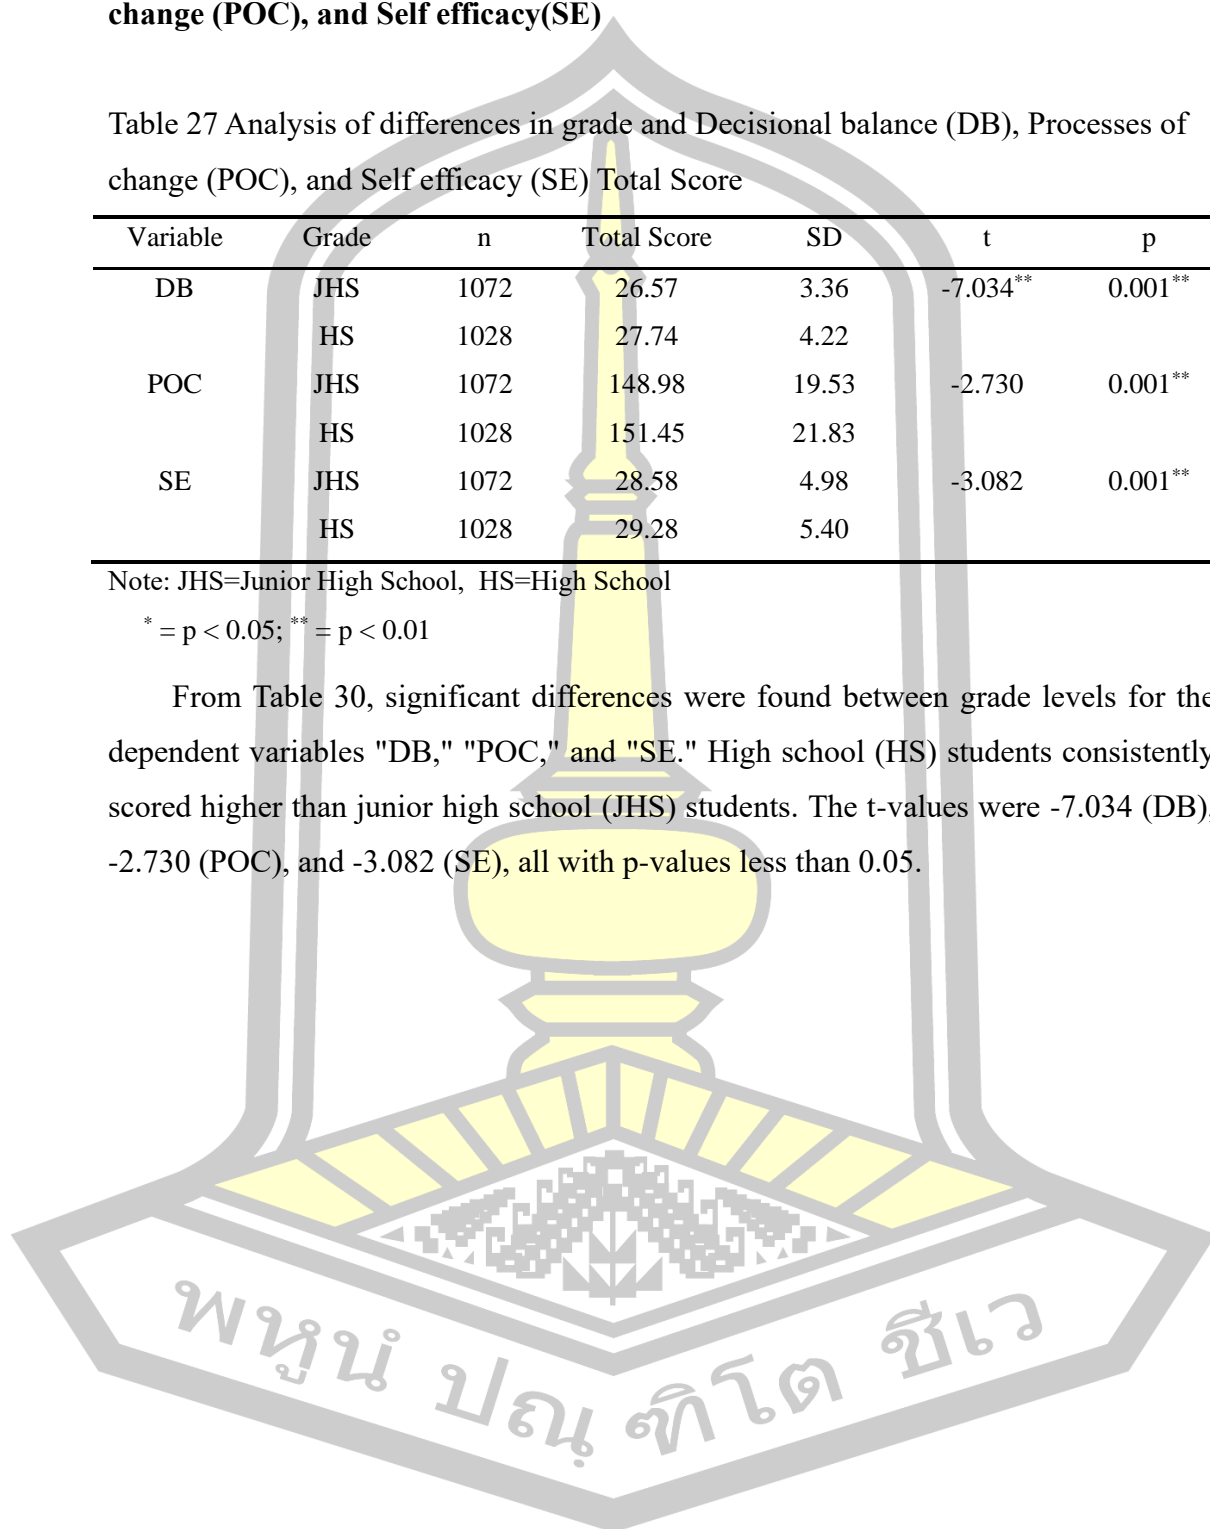 change (POC), and Self efficacy(SE)
Table 27 Analysis of differences in grade and Decisional balance (DB), Processes of
change (POC), and Self efficacy (SE) Total Score
Variable Grade n Total Score SD t p
DB JHS 1072 26.57 3.36 -7.034** 0.001**
HS 1028 27.74 4.22
POC JHS 1072 148.98 19.53 -2.730 0.001**
HS 1028 151.45 21.83
SE JHS 1072 28.58 4.98 -3.082 0.001**
HS 1028 29.28 5.40
Note: JHS=Junior High School, HS=High School
* = p < 0.05; ** = p < 0.01
From Table 30, significant differences were found between grade levels for the
dependent variables "DB," "POC," and "SE." High school (HS) students consistently
scored higher than junior high school (JHS) students. The t-values were -7.034 (DB),
-2.730 (POC), and -3.082 (SE), all with p-values less than 0.05.
พหูนํ ปณฺฑิโต ชีเว